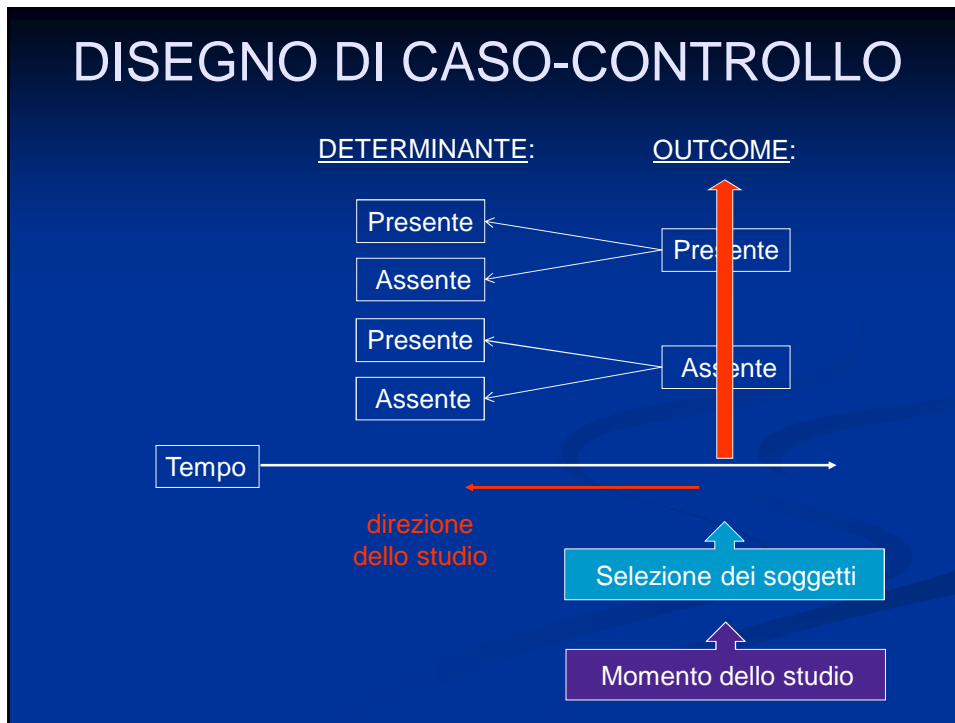 DISEGNO DI CASO-CONTROLLO
DETERMINANTE:
OUTCOME:
Presente
Assente
Presente
Assente
Presente
Assente
Tempo
direzione
dello studio
Selezione dei soggetti
Momento dello studio